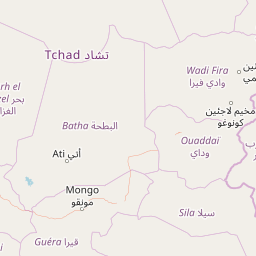 Tchad تشاد
Wadi Fira
وادي فيرا
مخيم لاجئين
كونوغو
بحر
Batha البطحة
Ouaddaï
وداي
Ati أتي
Mongo
مونقو
Sila سيلا
Guéra قيرا